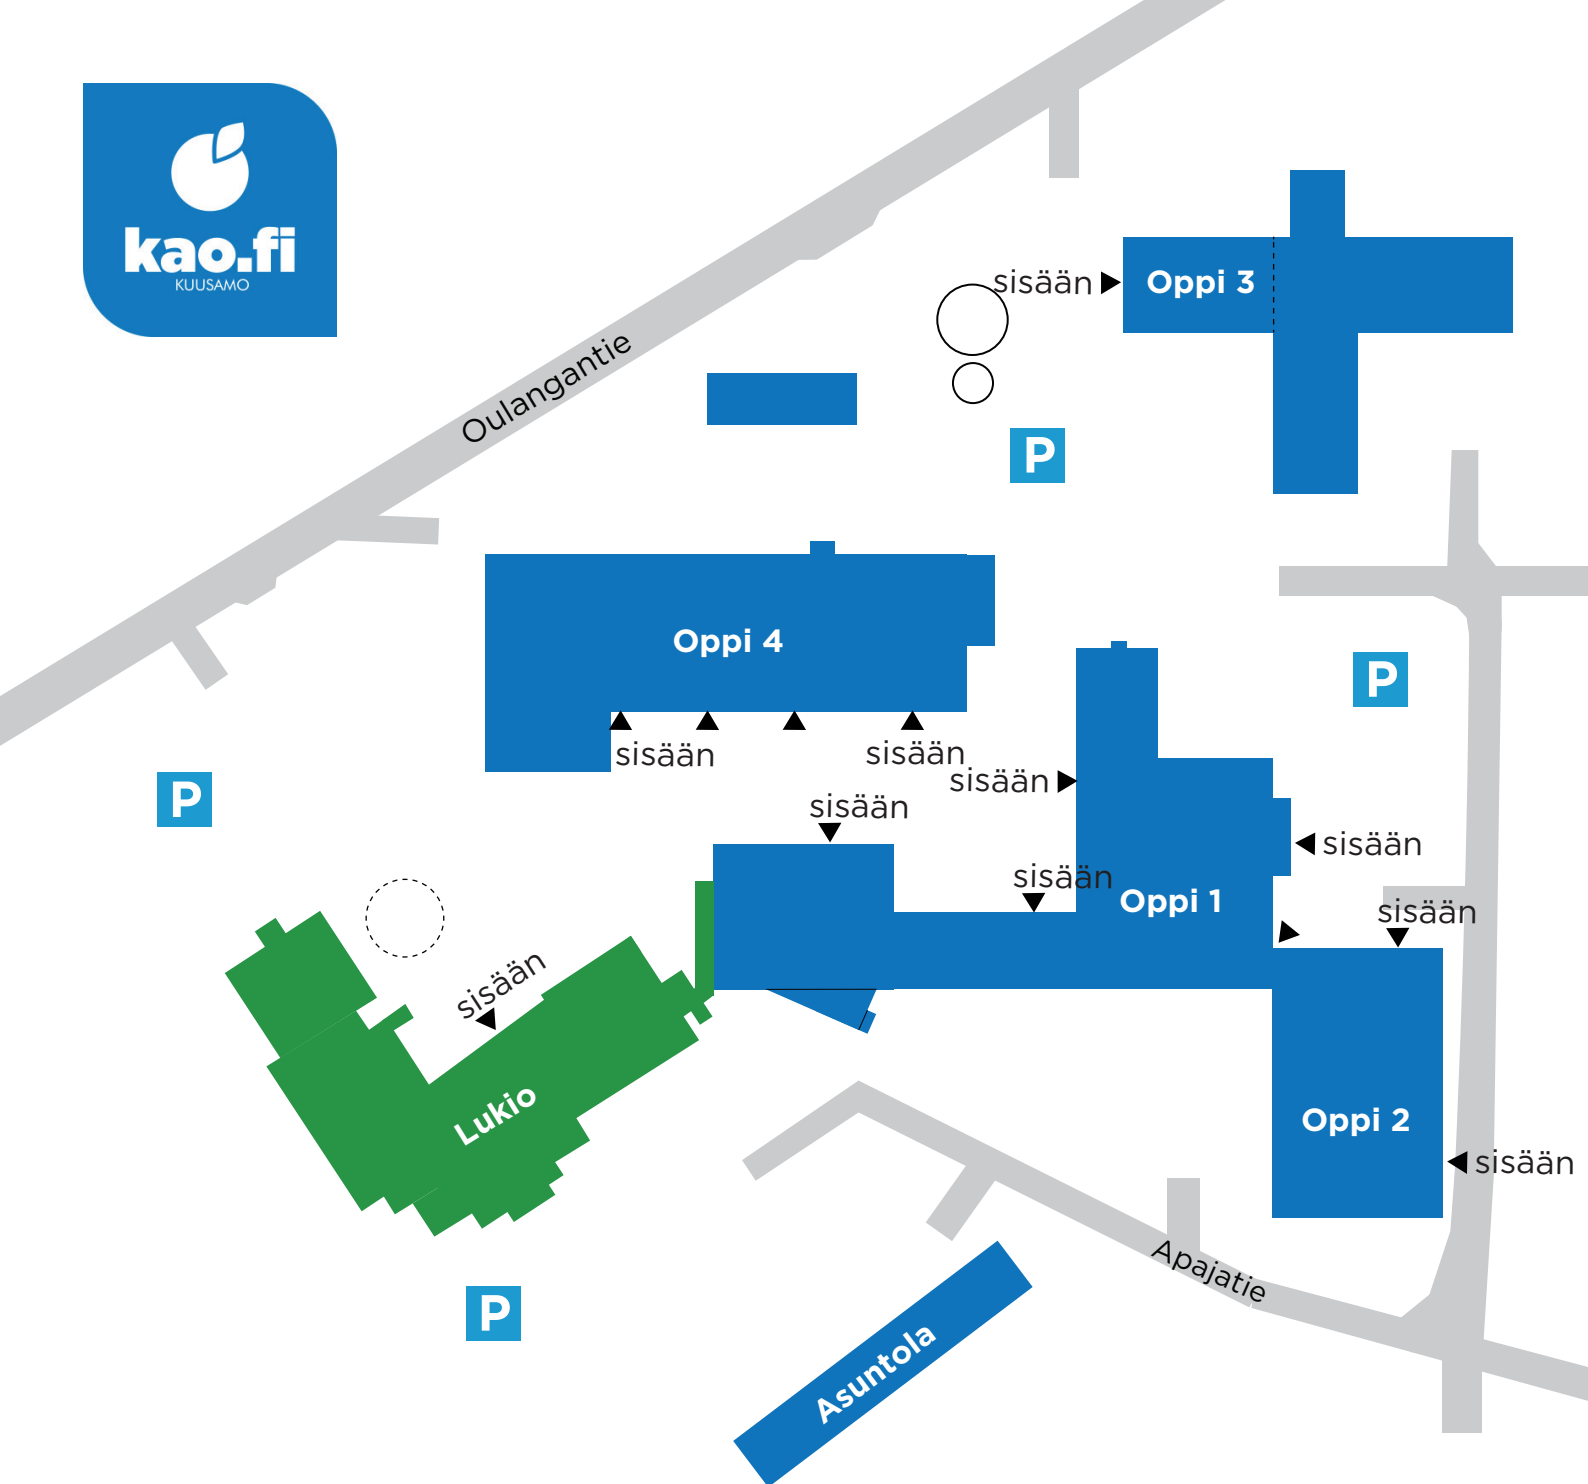 kao.fi
KUUSAMO
sisään
Oppi 3
Oulangantie
P
Oppi 4
P
sisään
sisään
sisään
P
sisään
sisään
sisään
Oppi 1
sisään
sisään
Lukio
Oppi 2
sisään
Apajatie
P
Asuntola